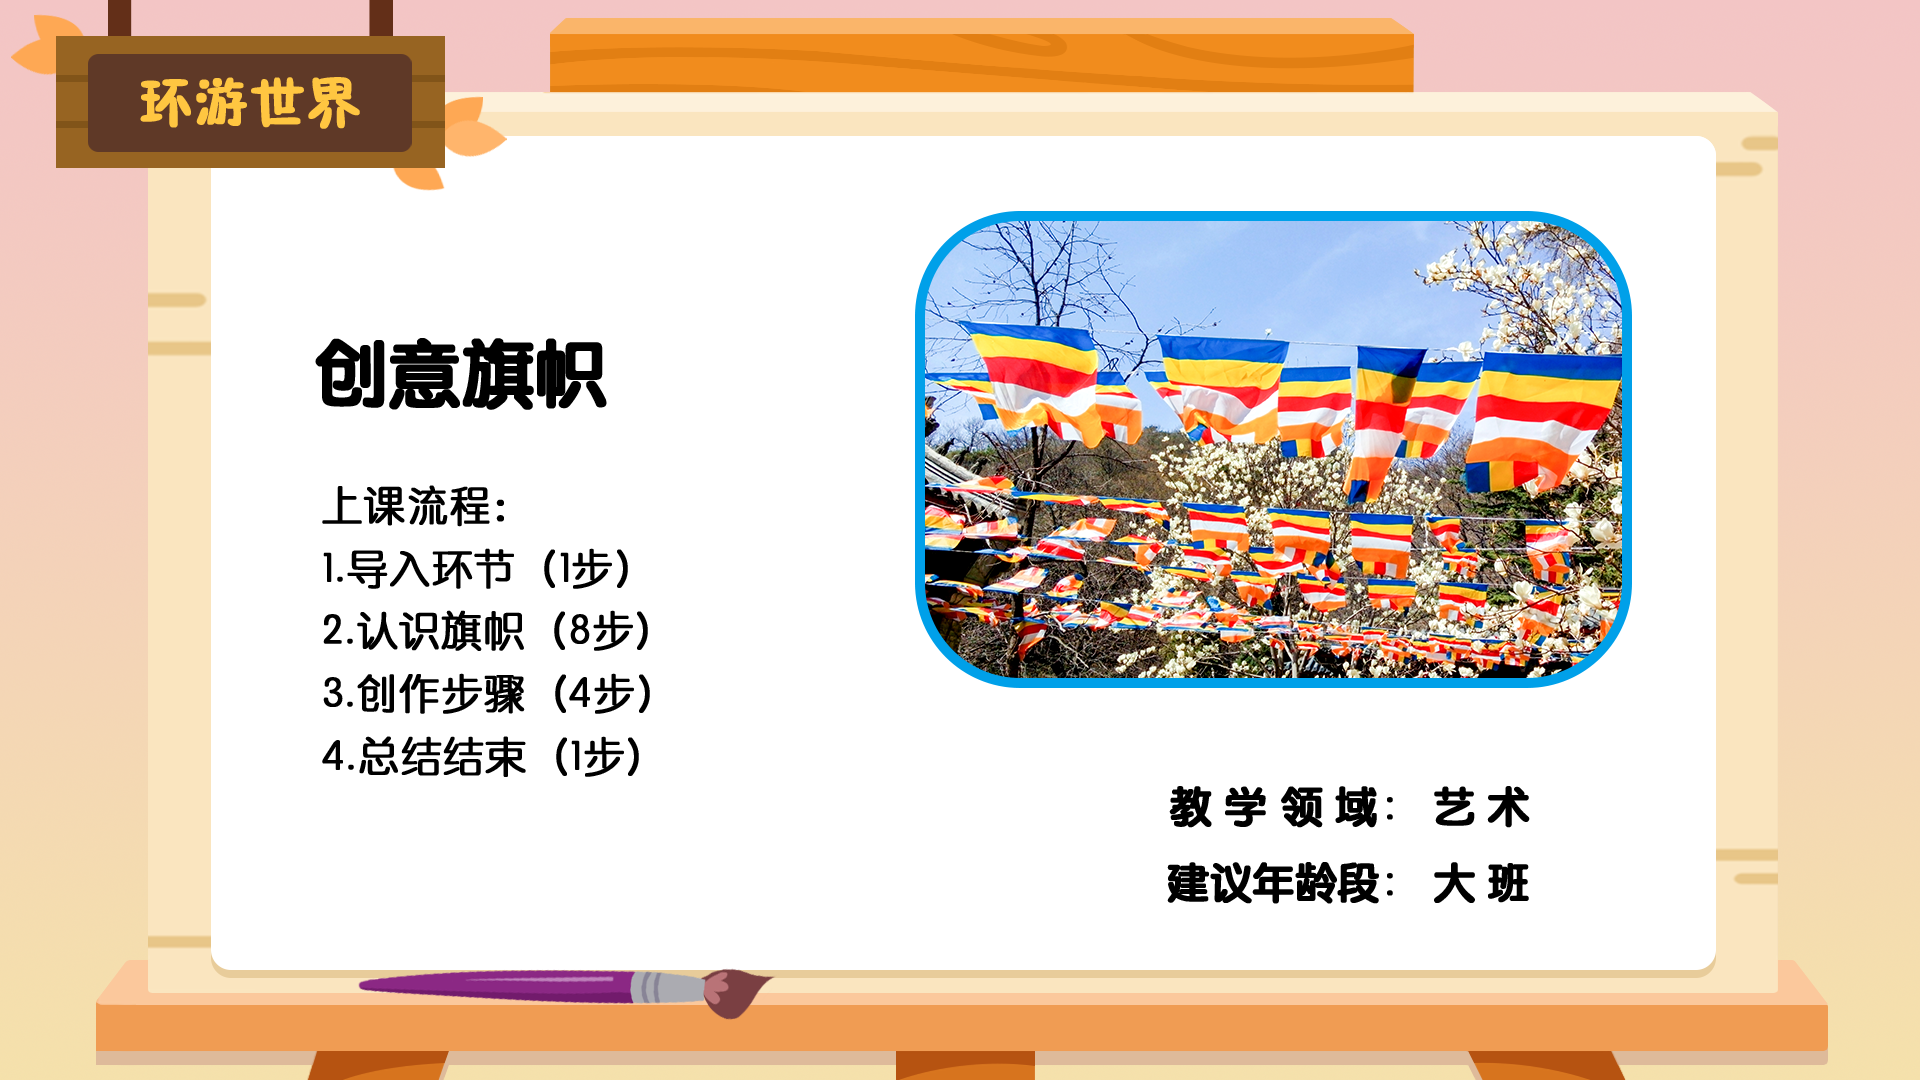 环游世界
创意旗帜
上课流程：
1.导入环节（1步）
2.认识旗帜（8步）
3.创作步骤（4步）
4.总结结束（1步）
教学领域： 艺术
建议年龄段： 大班